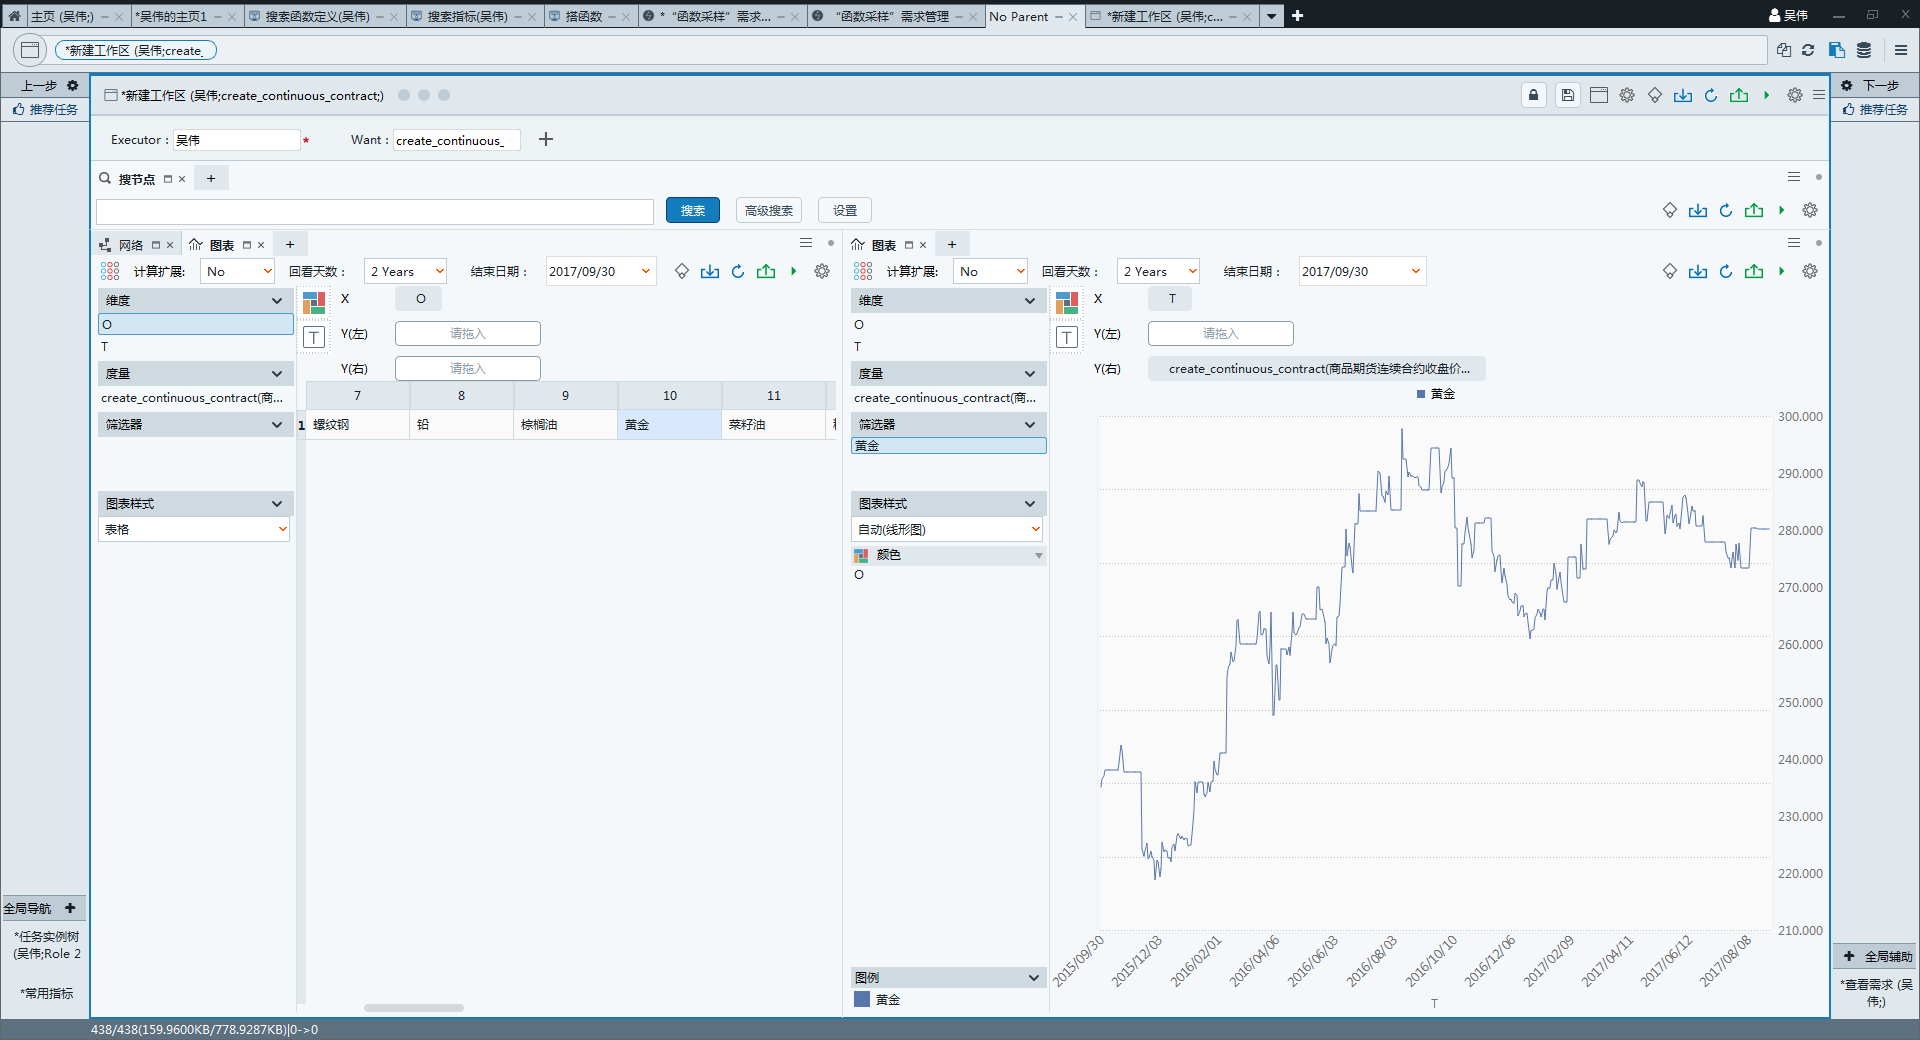 主页 (吴伟;)
*吴伟的主页1
搜索函数定义(吴伟)
搜索指标(吴伟)
搭函数
*“函数采样”需求...
“函数采样”需求管理
No Parent
*新建工作区 (吴伟;c...
吴伟
*新建工作区 (吴伟;create_
上一步
推荐任务
*新建工作区 (吴伟;create_continuous_contract;)
下一步
推荐任务
Executor :
吴伟
*
Want :
create_continuous_
搜节点
搜索
高级搜索
设置
网络
图表
计算扩展:
No
回看天数：
2 Years
结束日期：
2017/09/30
维度
O
T
度量
create_continuous_contract(商...
筛选器
图表样式
表格
X
O
Y(左)
请拖入
Y(右)
请拖入
7 8 9 10 11
1 螺纹钢 铅 棕榈油 黄金 菜籽油
图表
计算扩展:
No
回看天数：
2 Years
结束日期：
2017/09/30
维度
O
T
度量
create_continuous_contract(商...
筛选器
黄金
图表样式
自动(线形图)
颜色
O
图例
黄金
X
T
Y(左)
请拖入
Y(右)
create_continuous_contract(商品期货连续合约收盘价...
黄金
300.000
290.000
280.000
270.000
260.000
250.000
240.000
230.000
220.000
210.000
2015/09/30
2015/12/03
2016/02/01
2016/04/06
2016/06/03
2016/08/03
2016/10/10
2016/12/06
2017/02/09
2017/04/11
2017/06/12
2017/08/08
T
全局导航
*任务实例树
(吴伟;Role 2
*常用指标
全局辅助
*查看需求 (吴
伟;)
438/438(159.9600KB/778.9287KB)|0->0